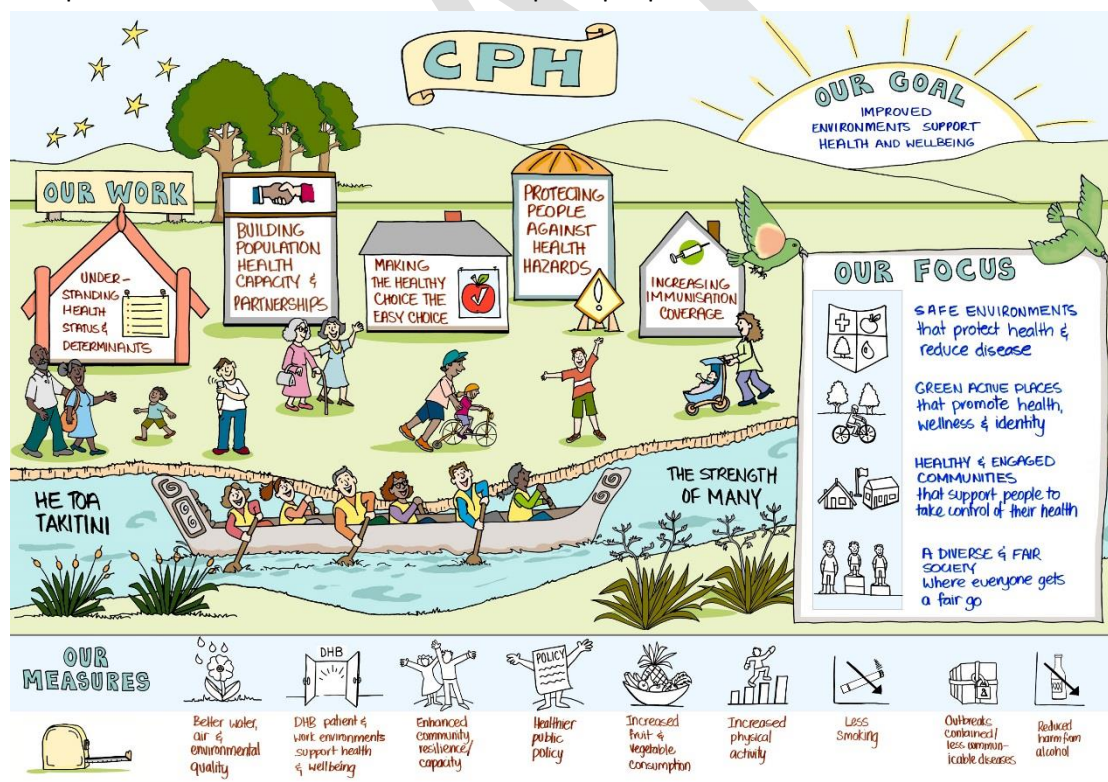 CPH
OUR GOAL
IMPROVED
ENVIRONMENTS SUPPORT
HEALTH AND WELLBEING
OUR WORK
UNDER-
STANDING
HEALTH
STATUS &
DETERMINANTS
BUILDING
POPULATION
HEALTH
CAPACITY &
PARTNERSHIPS
MAKING
THE HEALTHY
CHOICE THE
EASY CHOICE
PROTECTING
PEOPLE
AGAINST
HEALTH
HAZARDS
!
INCREASING
IMMUNISATION
COVERAGE
OUR FOCUS
SAFE ENVIRONMENTS
that protect health &
reduce disease
GREEN ACTIVE PLACES
that promote health,
wellness & identity
HEALTHY & ENGAGED
COMMUNITIES
that support people to
take control of their health
A DIVERSE & FAIR
SOCIETY
where everyone gets
a fair go
HE TOA
TAKITINI
THE STRENGTH
OF MANY
OUR
MEASURES
Better water,
air &
environmental
quality
DHB
DHB patient &
work environments
support health
& wellbeing
Enhanced
community
resilience/
capacity
POLICY
Healthier
public
policy
Increased
fruit &
vegetable
consumption
Increased
physical
activity
Less
smoking
Outbreaks
contained/
less commun-
icable diseases
Reduced
harm from
alcohol